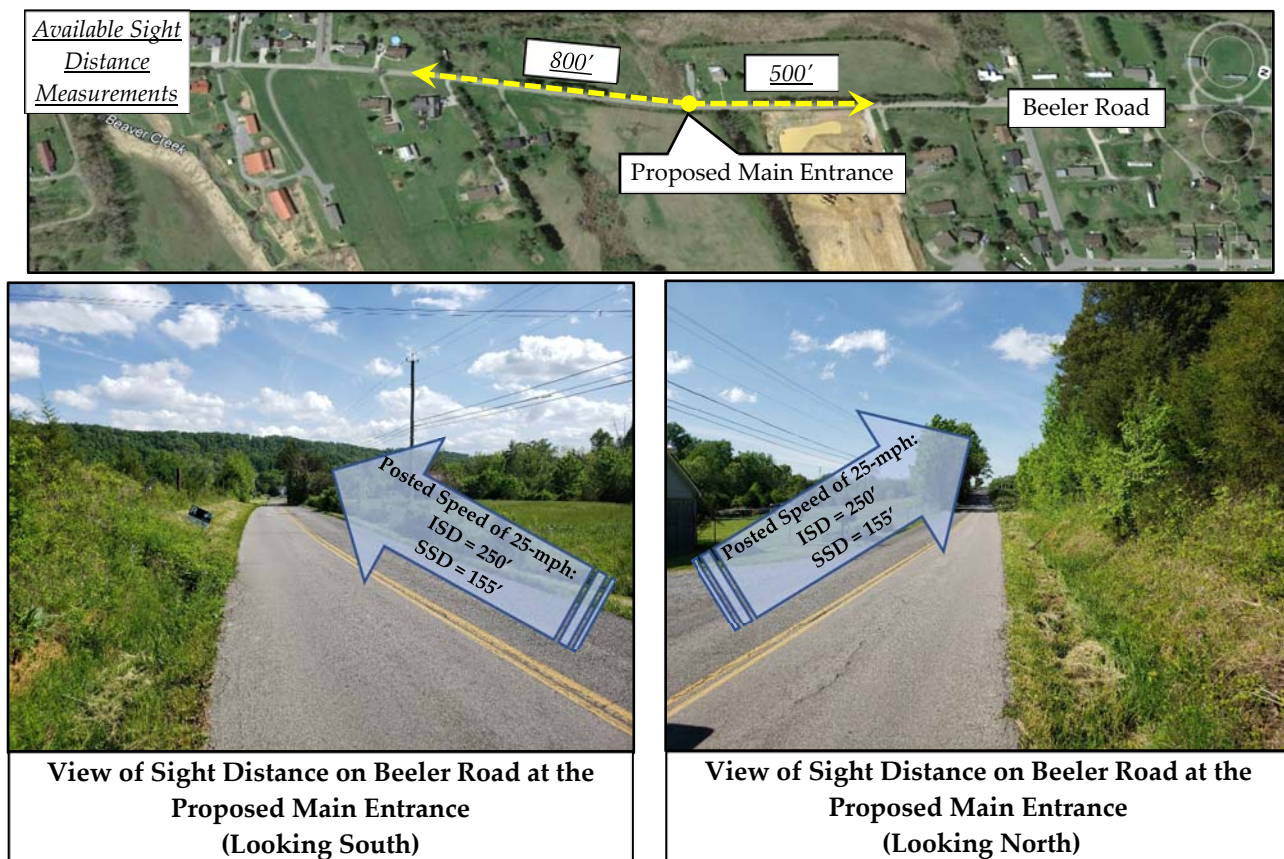 Available Sight
Distance
Measurements
800′
500′
N
Beeler Road
Beaver Creek
Proposed Main Entrance
Posted Speed of 25-mph:
ISD = 250′
SSD = 155′
Posted Speed of 25-mph:
ISD = 250′
SSD = 155′
View of Sight Distance on Beeler Road at the
Proposed Main Entrance
(Looking South)
View of Sight Distance on Beeler Road at the
Proposed Main Entrance
(Looking North)